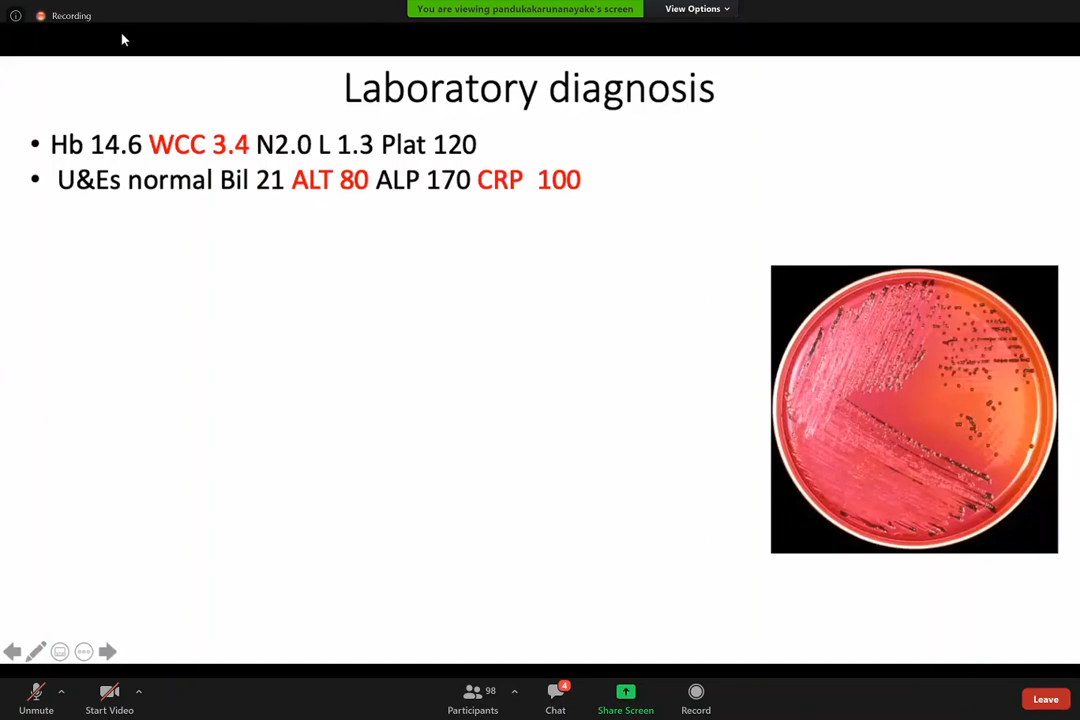 Recording
You are viewing pandukakarunanayake's screen
View Options
Laboratory diagnosis
• Hb 14.6 WCC 3.4 N2.0 L 1.3 Plat 120
• U&Es normal Bil 21 ALT 80 ALP 170 CRP 100
Unmute
Start Video
98
Participants
4
Chat
Share Screen
Record
Leave